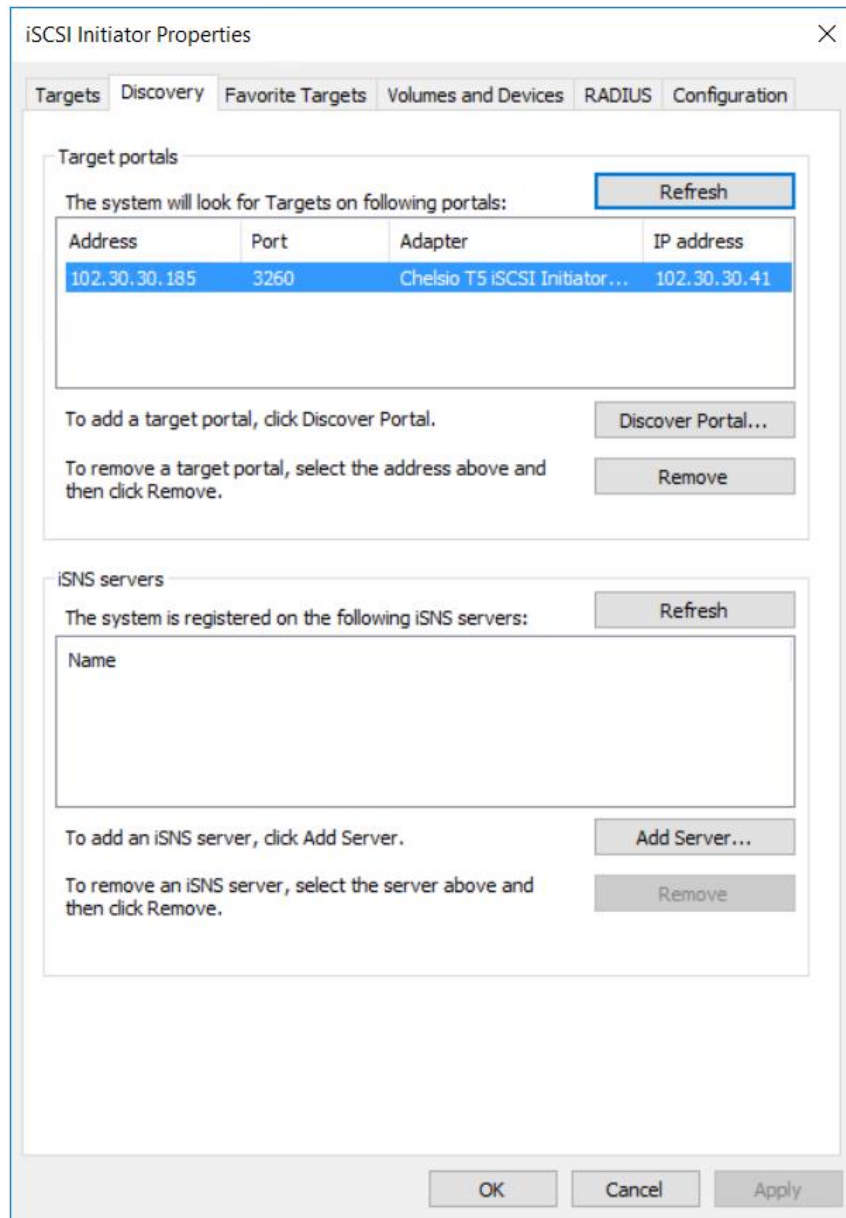 iSCSI Initiator Properties
Targets Discovery Favorite Targets Volumes and Devices RADIUS Configuration
Target portals
The system will look for Targets on following portals:
Refresh
Address Port Adapter IP address
102.30.30.185 3260 Chelsio T5 iSCSI Initiator... 102.30.30.41
To add a target portal, click Discover Portal.
Discover Portal...
To remove a target portal, select the address above and
then click Remove.
Remove
iSNS servers
The system is registered on the following iSNS servers:
Refresh
Name
To add an iSNS server, click Add Server.
Add Server...
To remove an iSNS server, select the server above and
then click Remove.
Remove
OK Cancel Apply